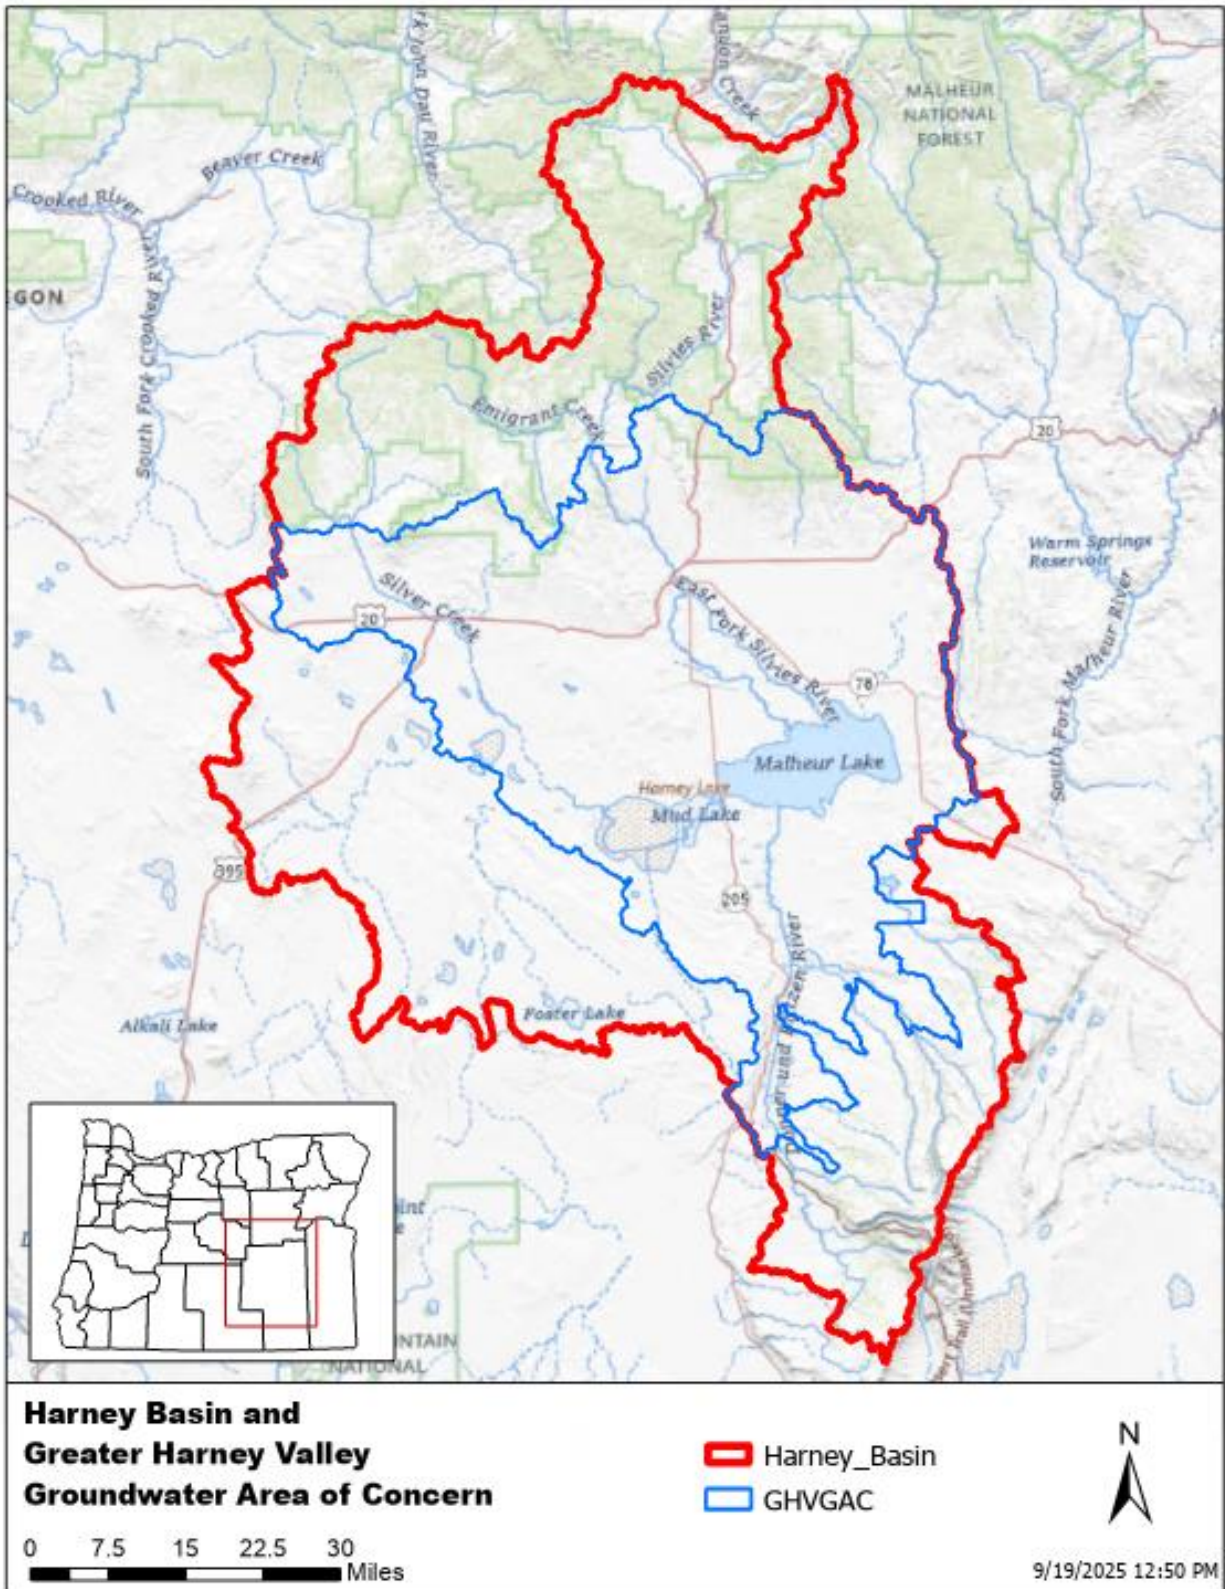 MALHEUR
NATIONAL
FOREST
Beaver Creek
Crooked River
South Fork Crooked River
Silvies River
Emigrant Creek
20
Warm Springs
Reservoir
Silver Creek
20
East Fork Silvies River
South Fork Malheur River
78
Malheur Lake
Harney Lake
Mud Lake
395
205
Foster Lake
Alkali Lake
NATIONAL
Harney Basin and
Greater Harney Valley
Groundwater Area of Concern
Harney_Basin
GHVGAC
N
0 7.5 15 22.5 30
Miles
9/19/2025 12:50 PM